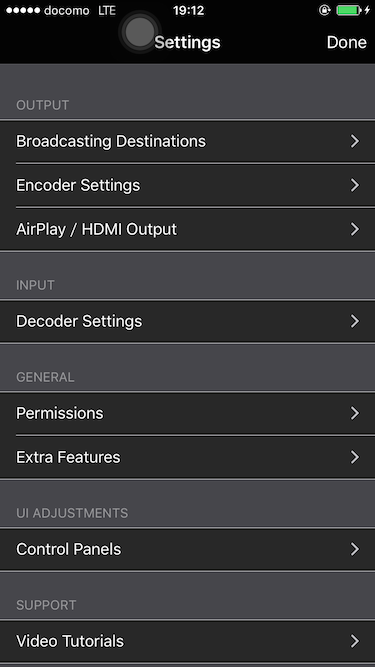 docomo LTE 19:12
Settings Done
OUTPUT
Broadcasting Destinations
Encoder Settings
AirPlay / HDMI Output
INPUT
Decoder Settings
GENERAL
Permissions
Extra Features
UI ADJUSTMENTS
Control Panels
SUPPORT
Video Tutorials